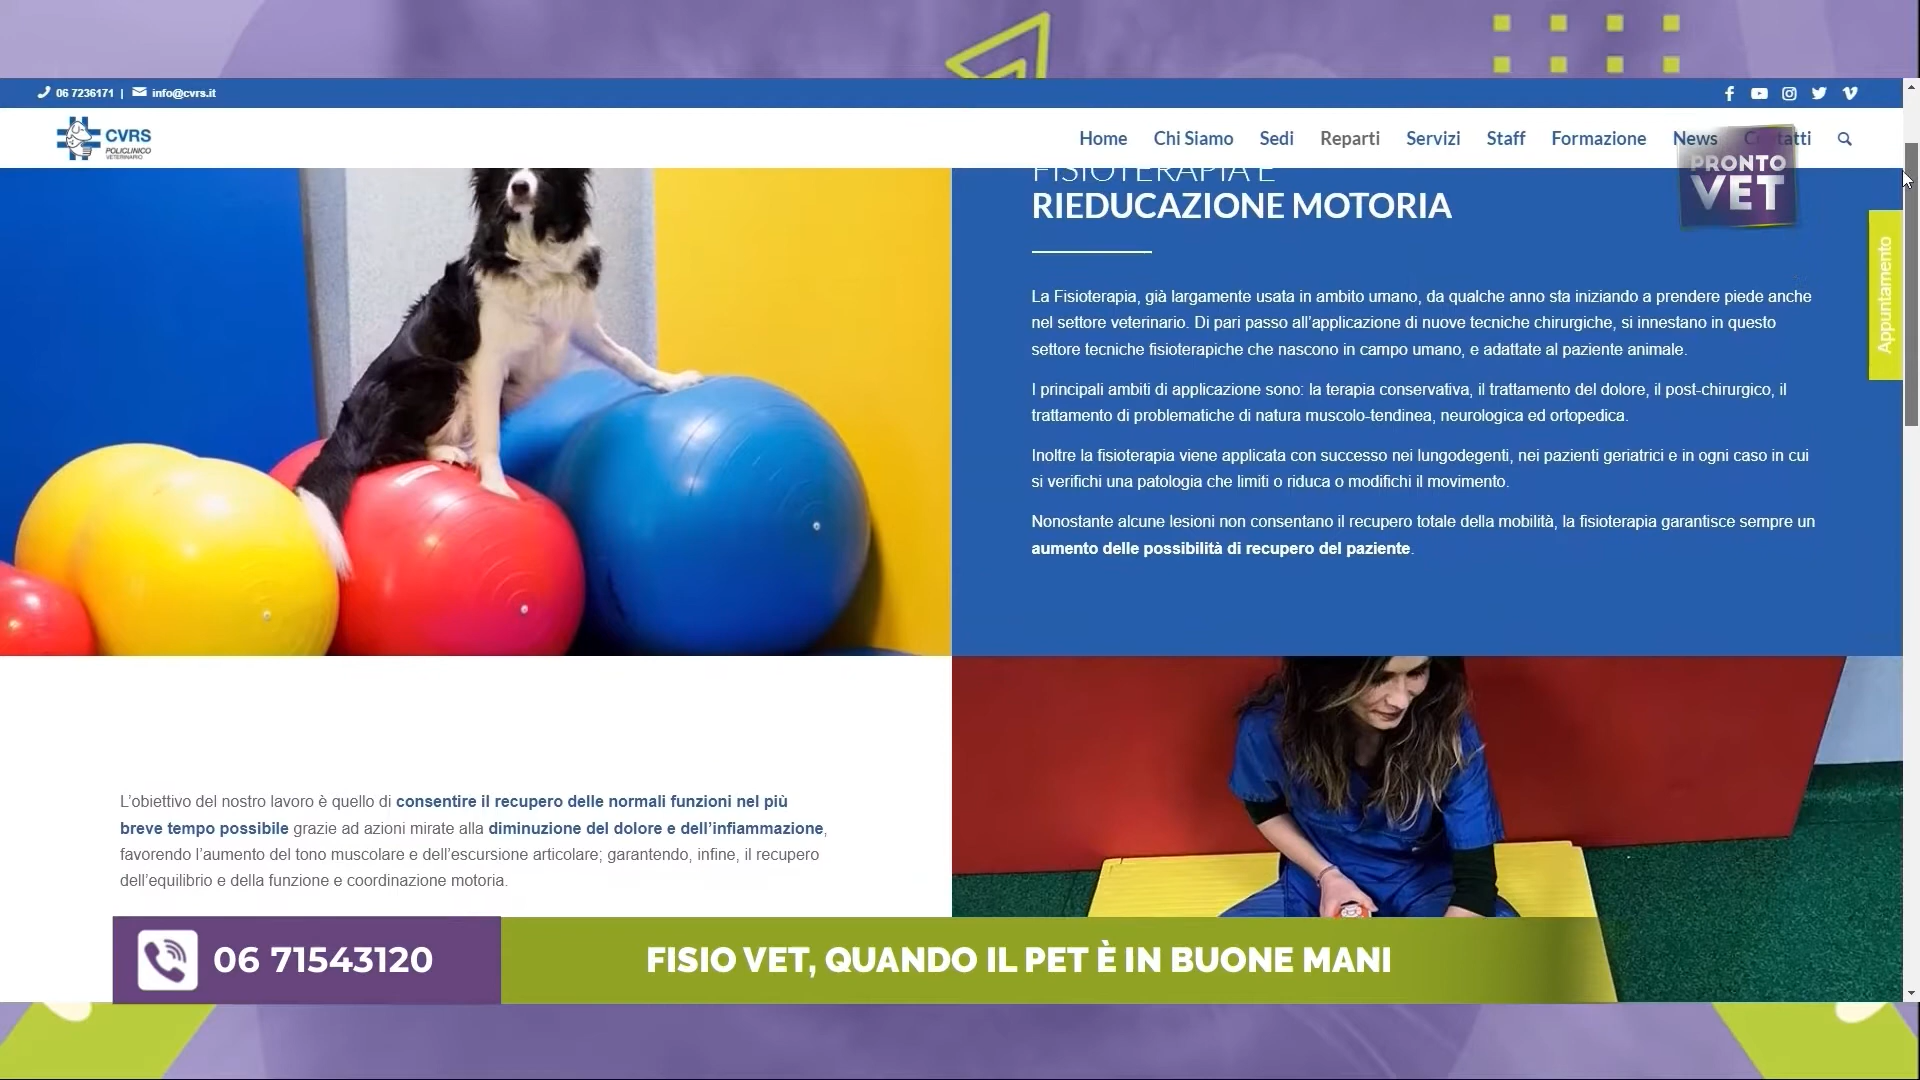 06 7236171 | info@cvrs.it
CVRS
POLICLINICO
VETERINARIO
Home Chi Siamo Sedi Reparti Servizi Staff Formazione News Contatti
PRONTO
VET
Appuntamento
FISIOTERAPIA E
RIEDUCAZIONE MOTORIA
La Fisioterapia, già largamente usata in ambito umano, da qualche anno sta iniziando a prendere piede anche
nel settore veterinario. Di pari passo all’applicazione di nuove tecniche chirurgiche, si innestano in questo
settore tecniche fisioterapiche che nascono in campo umano, e adattate al paziente animale.
I principali ambiti di applicazione sono: la terapia conservativa, il trattamento del dolore, il post-chirurgico, il
trattamento di problematiche di natura muscolo-tendinea, neurologica ed ortopedica.
Inoltre la fisioterapia viene applicata con successo nei lungodegenti, nei pazienti geriatrici e in ogni caso in cui
si verifichi una patologia che limiti o riduca o modifichi il movimento.
Nonostante alcune lesioni non consentano il recupero totale della mobilità, la fisioterapia garantisce sempre un
aumento delle possibilità di recupero del paziente.
L’obiettivo del nostro lavoro è quello di consentire il recupero delle normali funzioni nel più
breve tempo possibile grazie ad azioni mirate alla diminuzione del dolore e dell’infiammazione,
favorendo l’aumento del tono muscolare e dell’escursione articolare; garantendo, infine, il recupero
dell’equilibrio e della funzione e coordinazione motoria.
06 71543120
FISIO VET, QUANDO IL PET È IN BUONE MANI